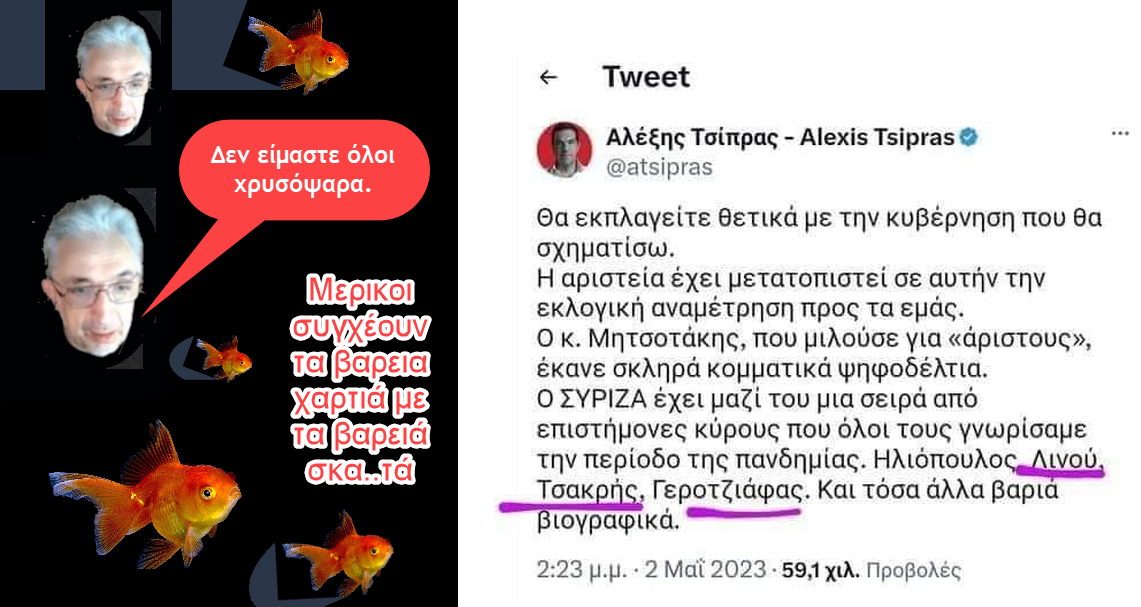 Δεν είμαστε όλοι
χρυσόψαρα.
Μερικοι
συγχέουν
τα βαρεια
χαρτιά με
τα βαρειά
σκα..τά
Tweet
Αλέξης Τσίπρας - Alexis Tsipras
@atsipras
Θα εκπλαγείτε θετικά με την κυβέρνηση που θα
σχηματίσω.
Η αριστεία έχει μετατοπιστεί σε αυτήν την
εκλογική αναμέτρηση προς τα εμάς.
Ο κ. Μητσοτάκης, που μιλούσε για «άριστους»,
έκανε σκληρά κομματικά ψηφοδέλτια.
Ο ΣΥΡΙΖΑ έχει μαζί του μια σειρά από
επιστήμονες κύρους που όλοι τους γνωρίσαμε
την περίοδο της πανδημίας. Ηλιόπουλος, Λινού,
Τσακρής, Γεροτζιάφας. Και τόσα άλλα βαριά
βιογραφικά.
2:23 μ.μ. · 2 Μαΐ 2023 · 59,1 χιλ. Προβολές